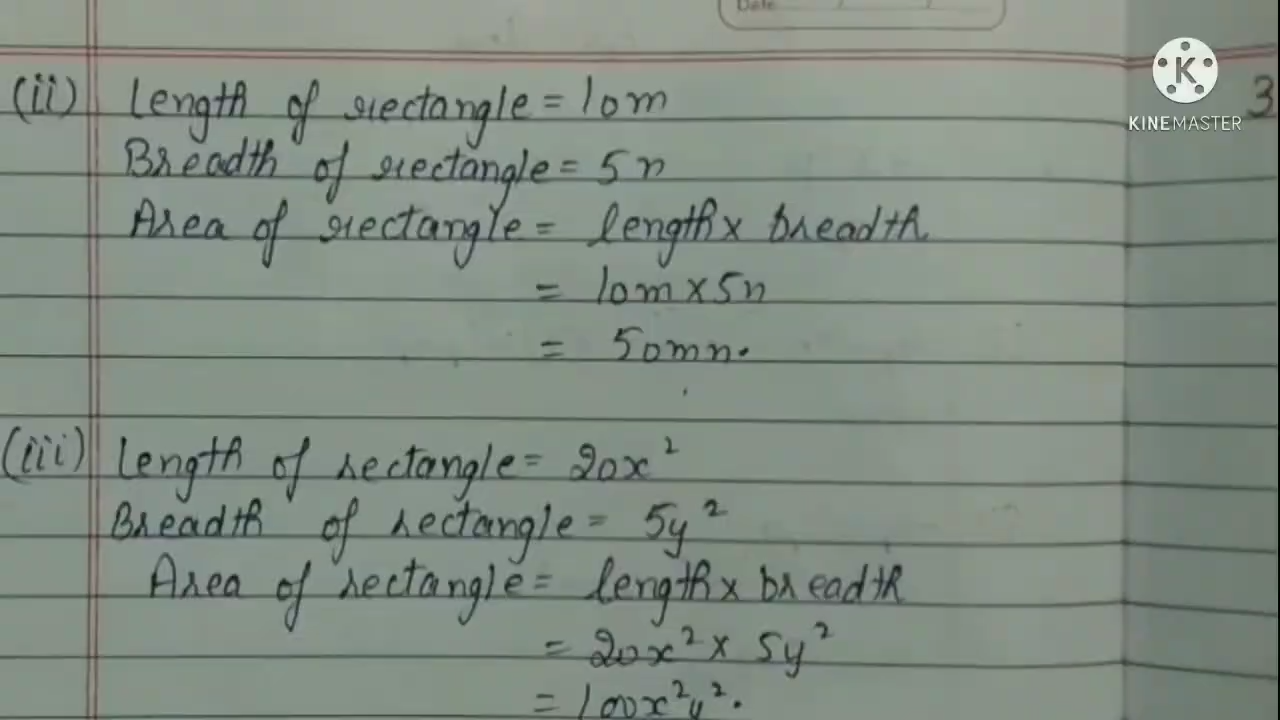 Date
(ii) Length of rectangle = 10m
Breadth of rectangle = 5n
Area of rectangle = length x breadth
= 10m x 5n
= 50mn.
(iii) Length of rectangle = 20x²
Breadth of rectangle = 5y²
Area of rectangle = length x breadth
= 20x² x 5y²
= 100x²y².
K
KINEMASTER
3